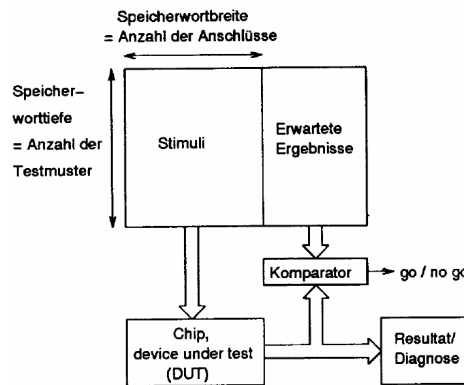 Speicherwortbreite
= Anzahl der Anschlüsse
Speicher-
worttiefe
= Anzahl der
Testmuster
Stimuli
Erwartete
Ergebnisse
Komparator
go / no go
Chip,
device under test
(DUT)
Resultat/
Diagnose